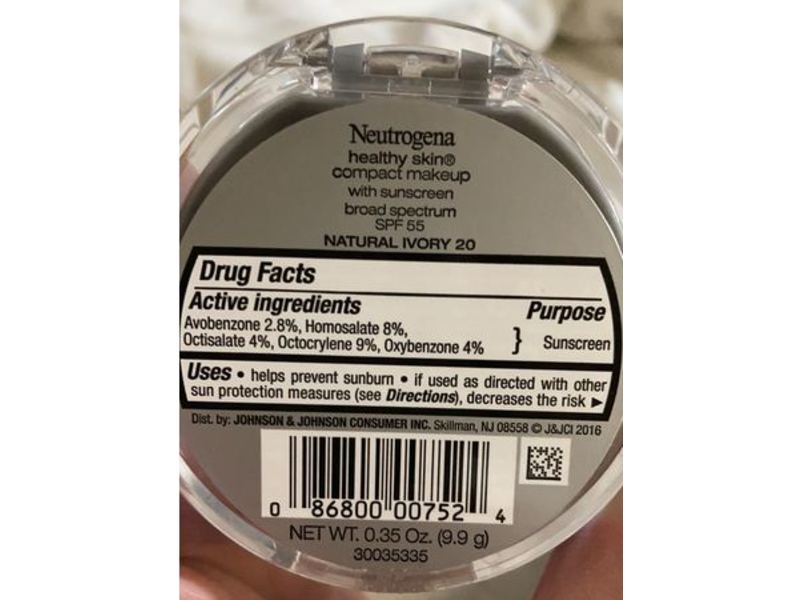 Neutrogena
healthy skin®
compact makeup
with sunscreen
broad spectrum
SPF 55
NATURAL IVORY 20
Drug Facts
Active ingredients Purpose
Avobenzone 2.8%, Homosalate 8%,
Octisalate 4%, Octocrylene 9%, Oxybenzone 4% } Sunscreen
Uses • helps prevent sunburn • if used as directed with other
sun protection measures (see Directions), decreases the risk ►
Dist. by: JOHNSON & JOHNSON CONSUMER INC. Skillman, NJ 08558 © J&JCI 2016
0 86800 00752 4
NET WT. 0.35 Oz. (9.9 g)
30035335